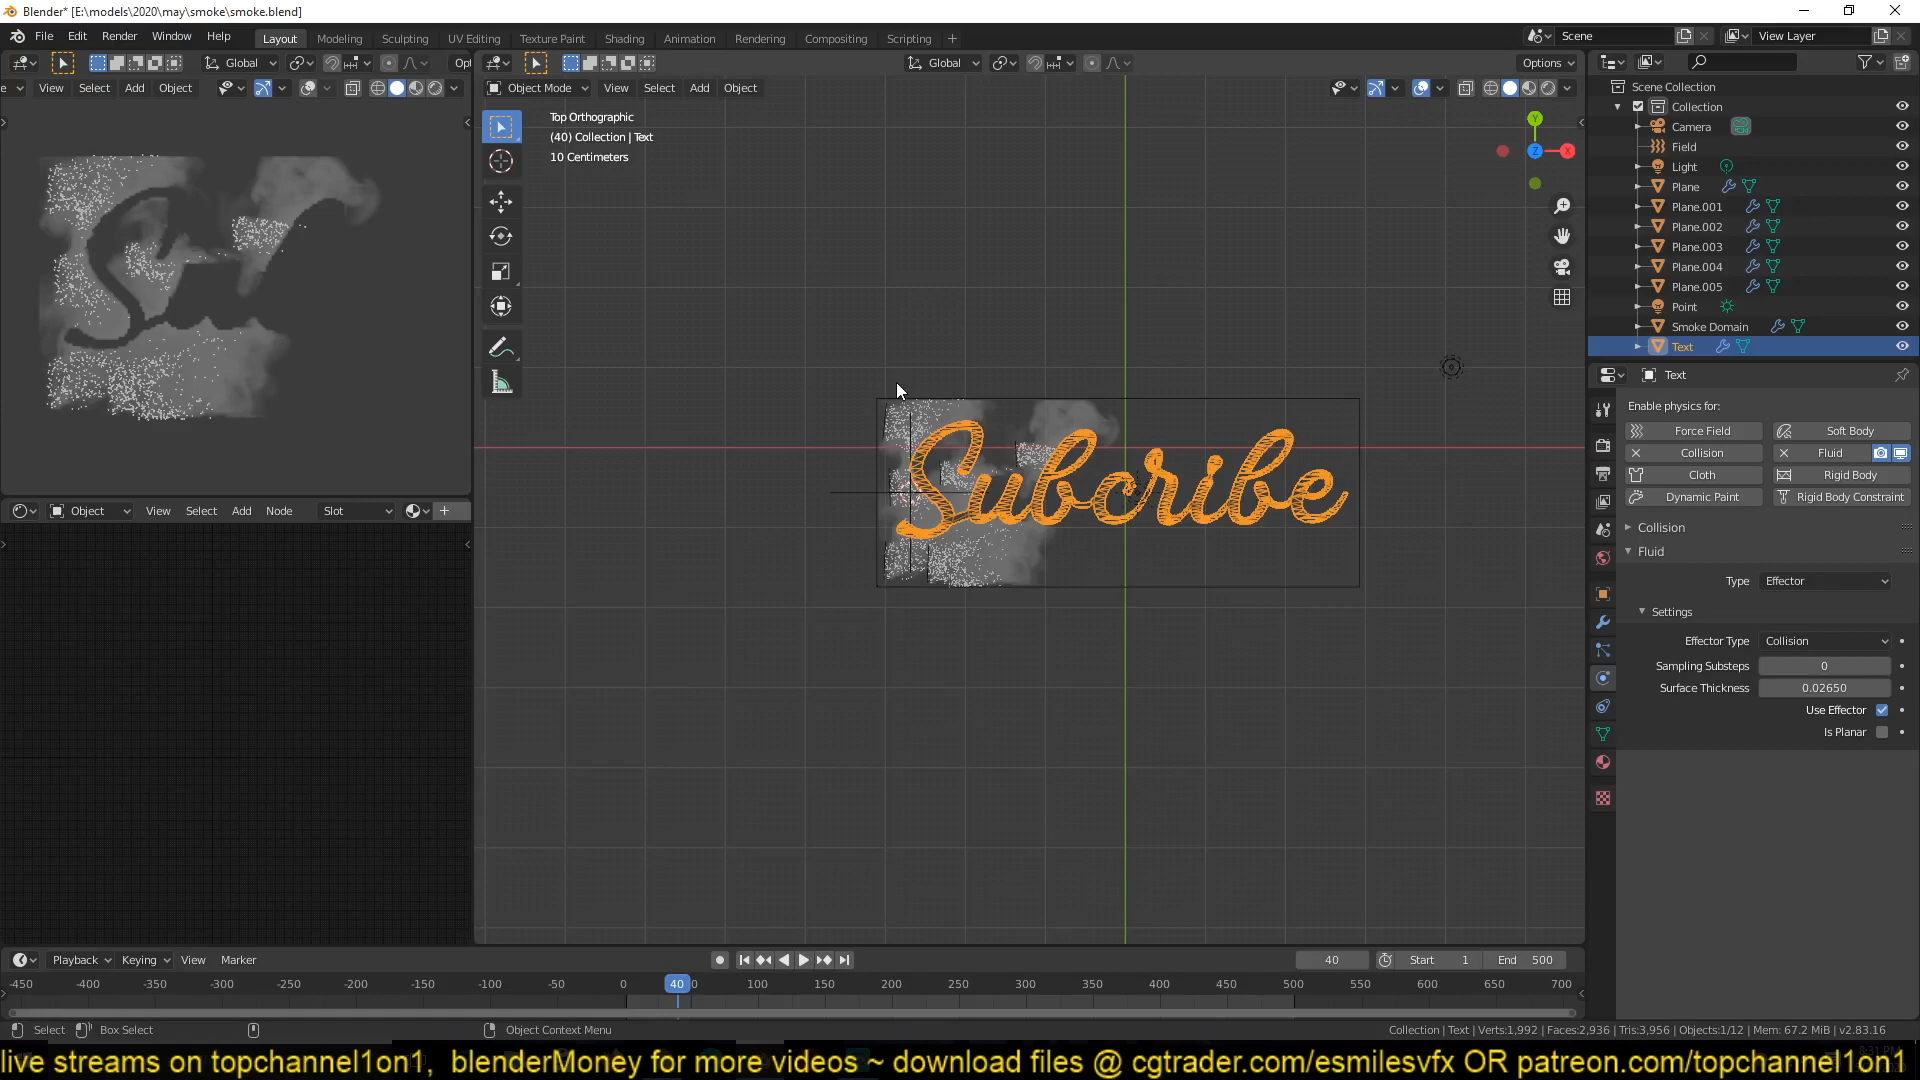 Blender* [E:\models\2020\may\smoke\smoke.blend]
File Edit Render Window Help
Layout Modeling Sculpting UV Editing Texture Paint Shading Animation Rendering Compositing Scripting
Scene
View Layer
Global
Opt
Global
Options
View Select Add Object
Object Mode View Select Add Object
Top Orthographic
(40) Collection | Text
10 Centimeters
Y
Z
X
Subcribe
Scene Collection
Collection
Camera
Field
Light
Plane
Plane.001
Plane.002
Plane.003
Plane.004
Plane.005
Point
Smoke Domain
Text
Text
Enable physics for:
Force Field
Soft Body
Collision
Fluid
Cloth
Rigid Body
Dynamic Paint
Rigid Body Constraint
Collision
Fluid
Type Effector
Settings
Effector Type Collision
Sampling Substeps 0
Surface Thickness 0.02650
Use Effector
Is Planar
Object View Select Add Node Slot
Playback Keying View Marker
40 Start 1 End 500
-450 -400 -350 -300 -250 -200 -150 -100 -50 0 40 100 150 200 250 300 350 400 450 500 550 600 650 700
Select Box Select Object Context Menu
Collection | Text | Verts:1,992 | Faces:2,936 | Tris:3,956 | Objects:1/12 | Mem: 67.2 MiB | v2.83.16
live streams on topchannel1on1, blenderMoney for more videos ~ download files @ cgtrader.com/esmilesvfx OR patreon.com/topchannel1on1